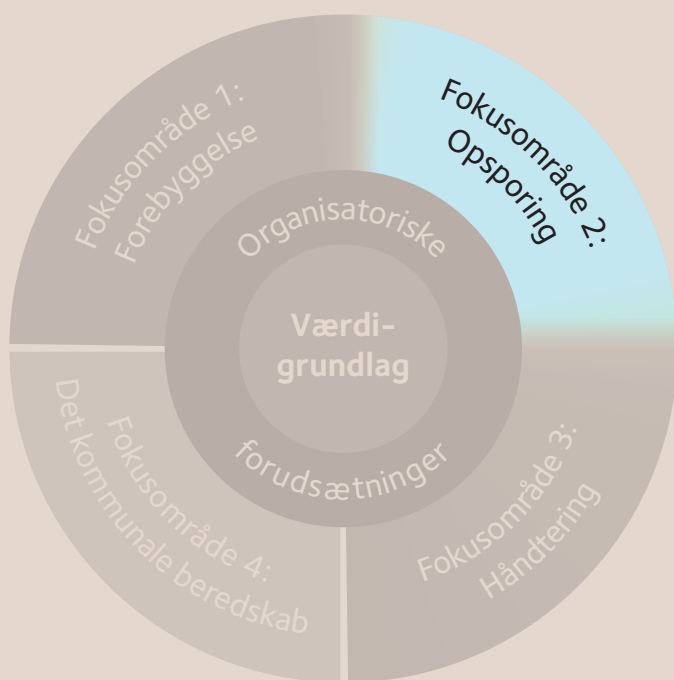 Fokusområde 1:
Forebyggelse
Fokusområde 2:
Opsporing
Organisatoriske
Værdi-
grundlag
forudsætninger
Fokusområde 3:
Håndtering
Fokusområde 4:
Det kommunale beredskab